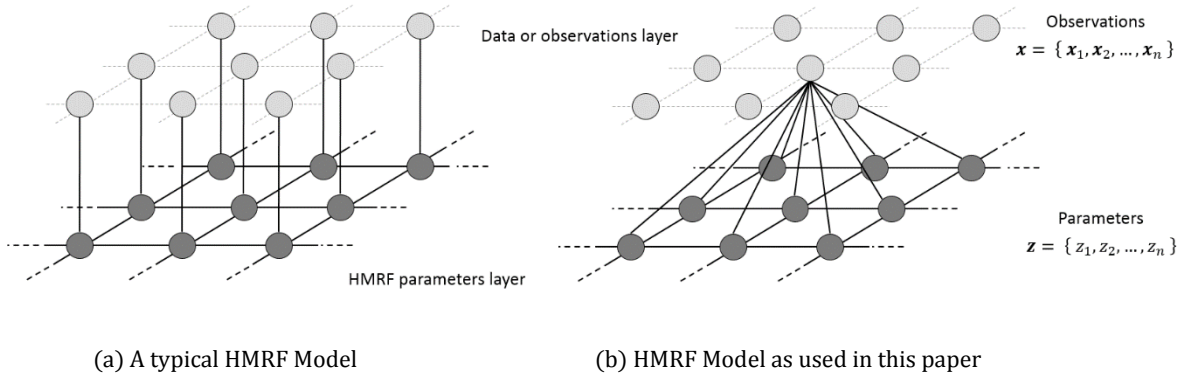 Data or observations layer
Observations
x = { x₁, x₂, ..., xₙ }
Parameters
z = { z₁, z₂, ..., zₙ }
HMRF parameters layer
(a) A typical HMRF Model
(b) HMRF Model as used in this paper